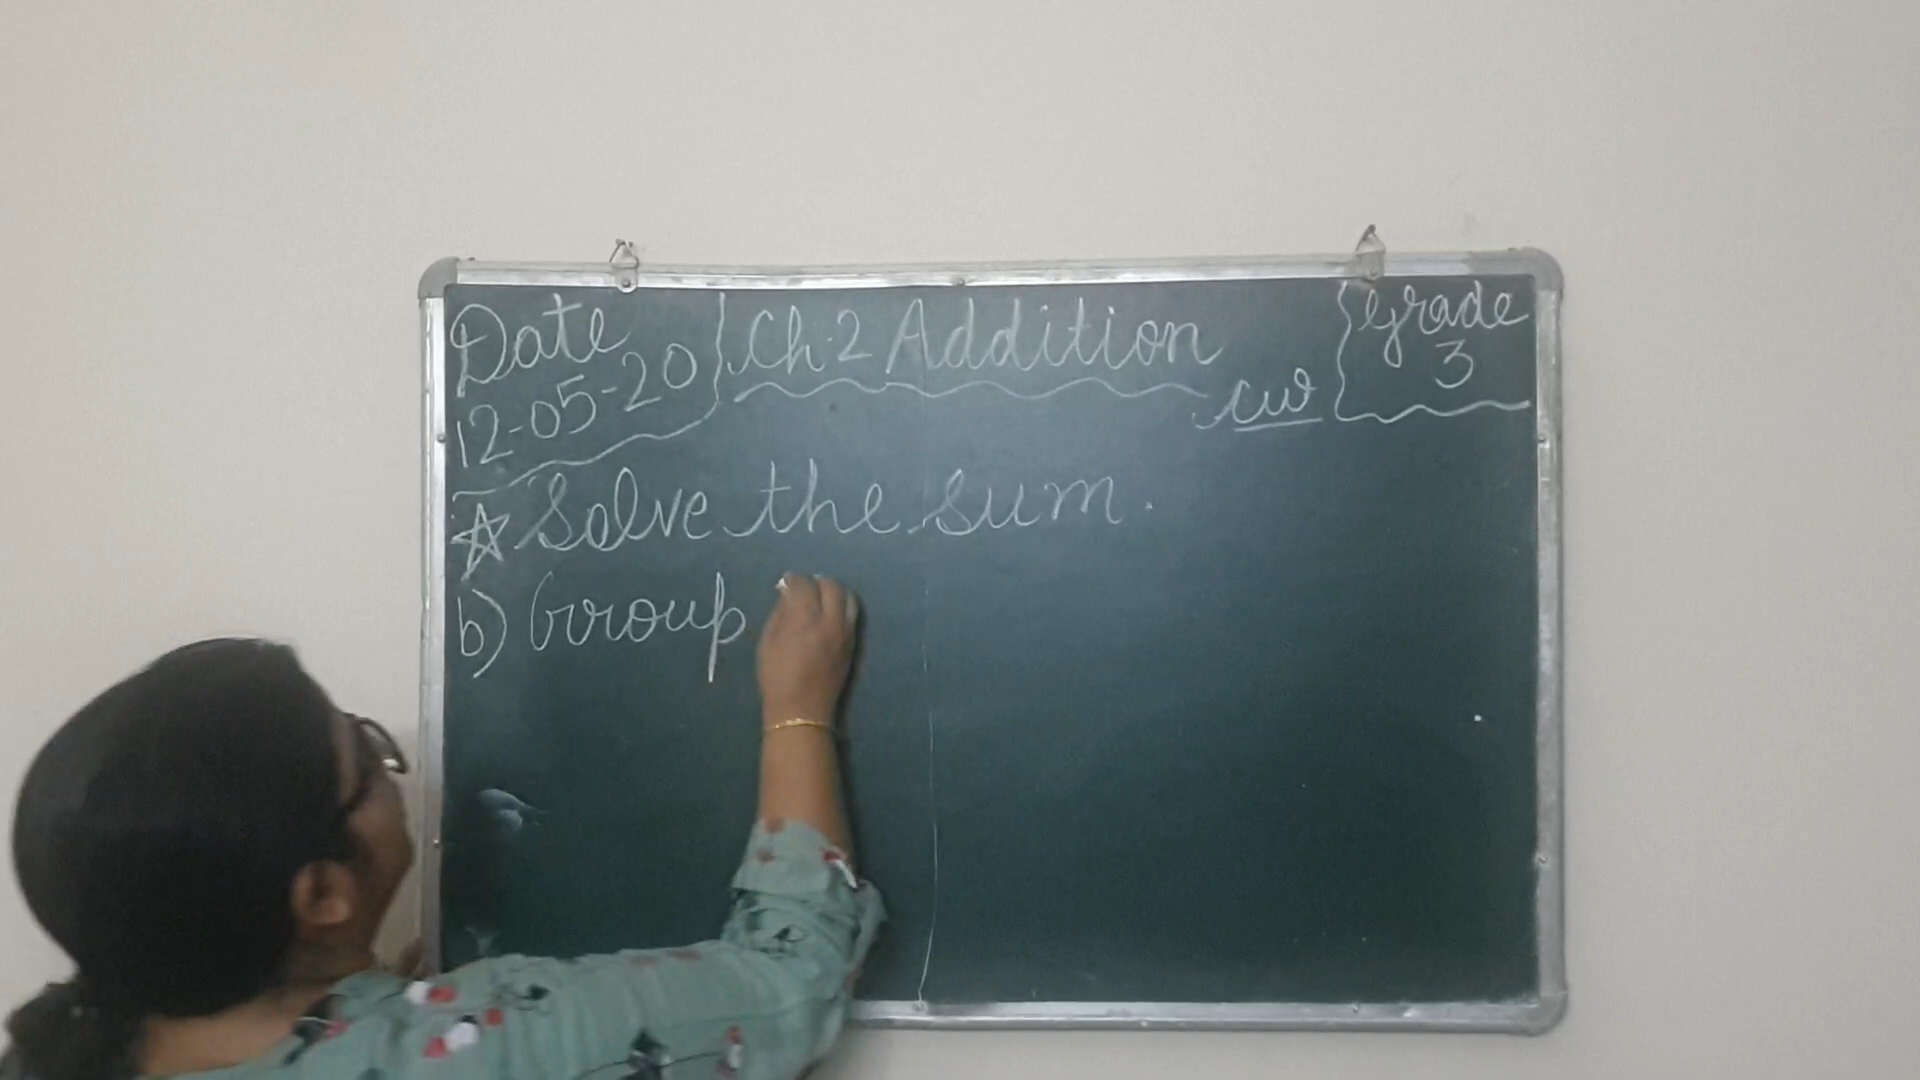 Date
12-05-20
Ch-2 Addition
cw
Grade
3
☆ Solve the sum.
b) Group